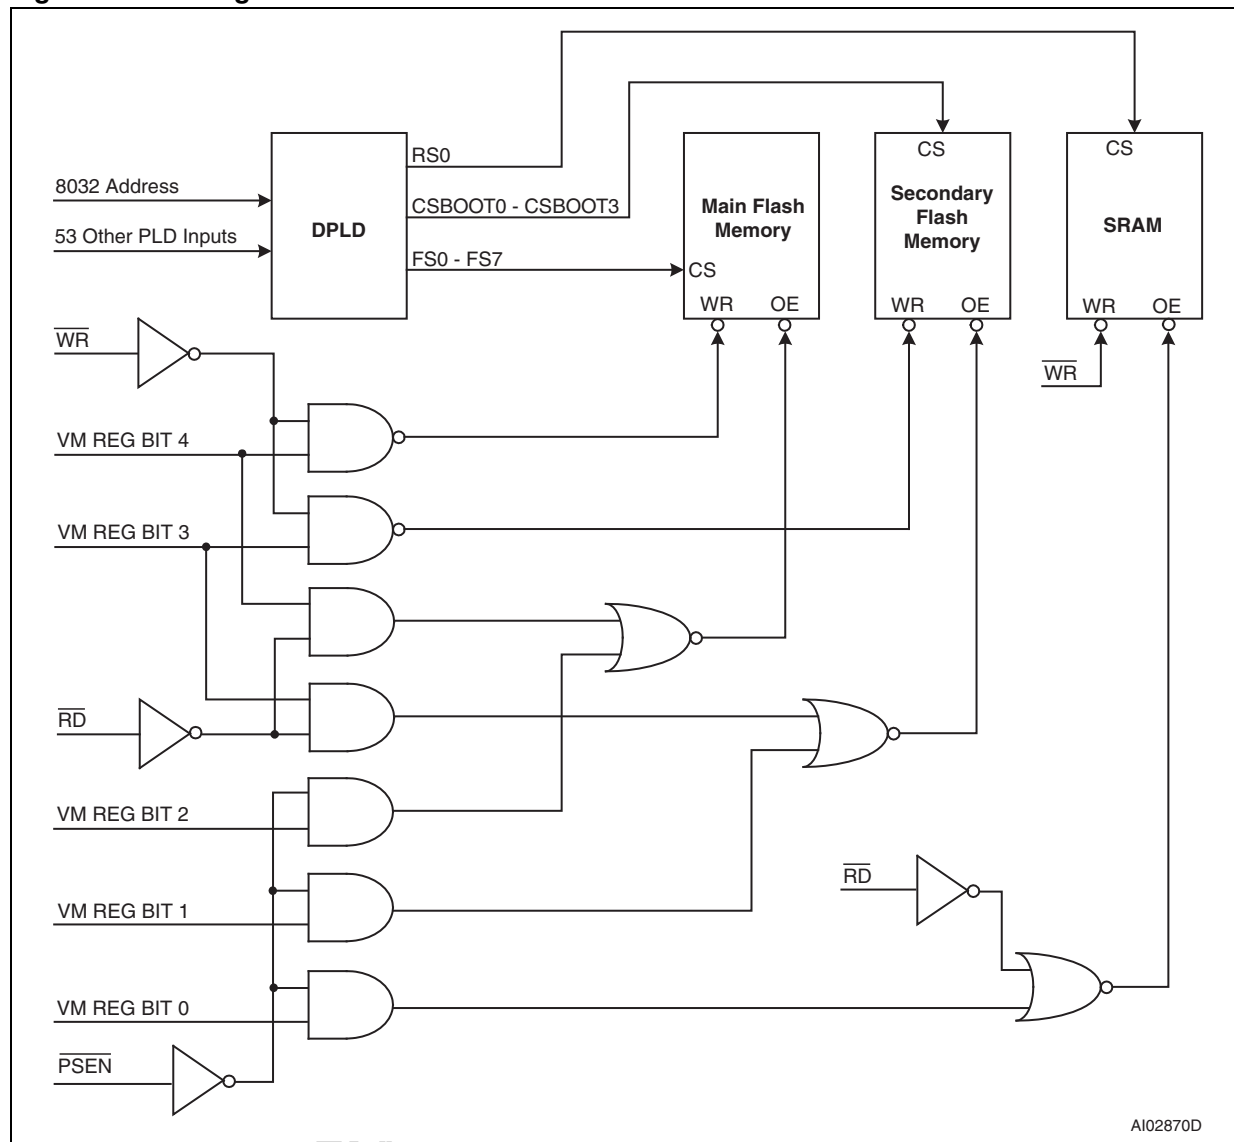 RS0
8032 Address
CSBOOT0 - CSBOOT3
53 Other PLD Inputs
DPLD
FS0 - FS7
Main Flash
Memory
CS
WR
OE
CS
Secondary
Flash
Memory
WR
OE
CS
SRAM
WR
OE
WR
WR
VM REG BIT 4
VM REG BIT 3
RD
VM REG BIT 2
RD
VM REG BIT 1
VM REG BIT 0
PSEN
AI02870D